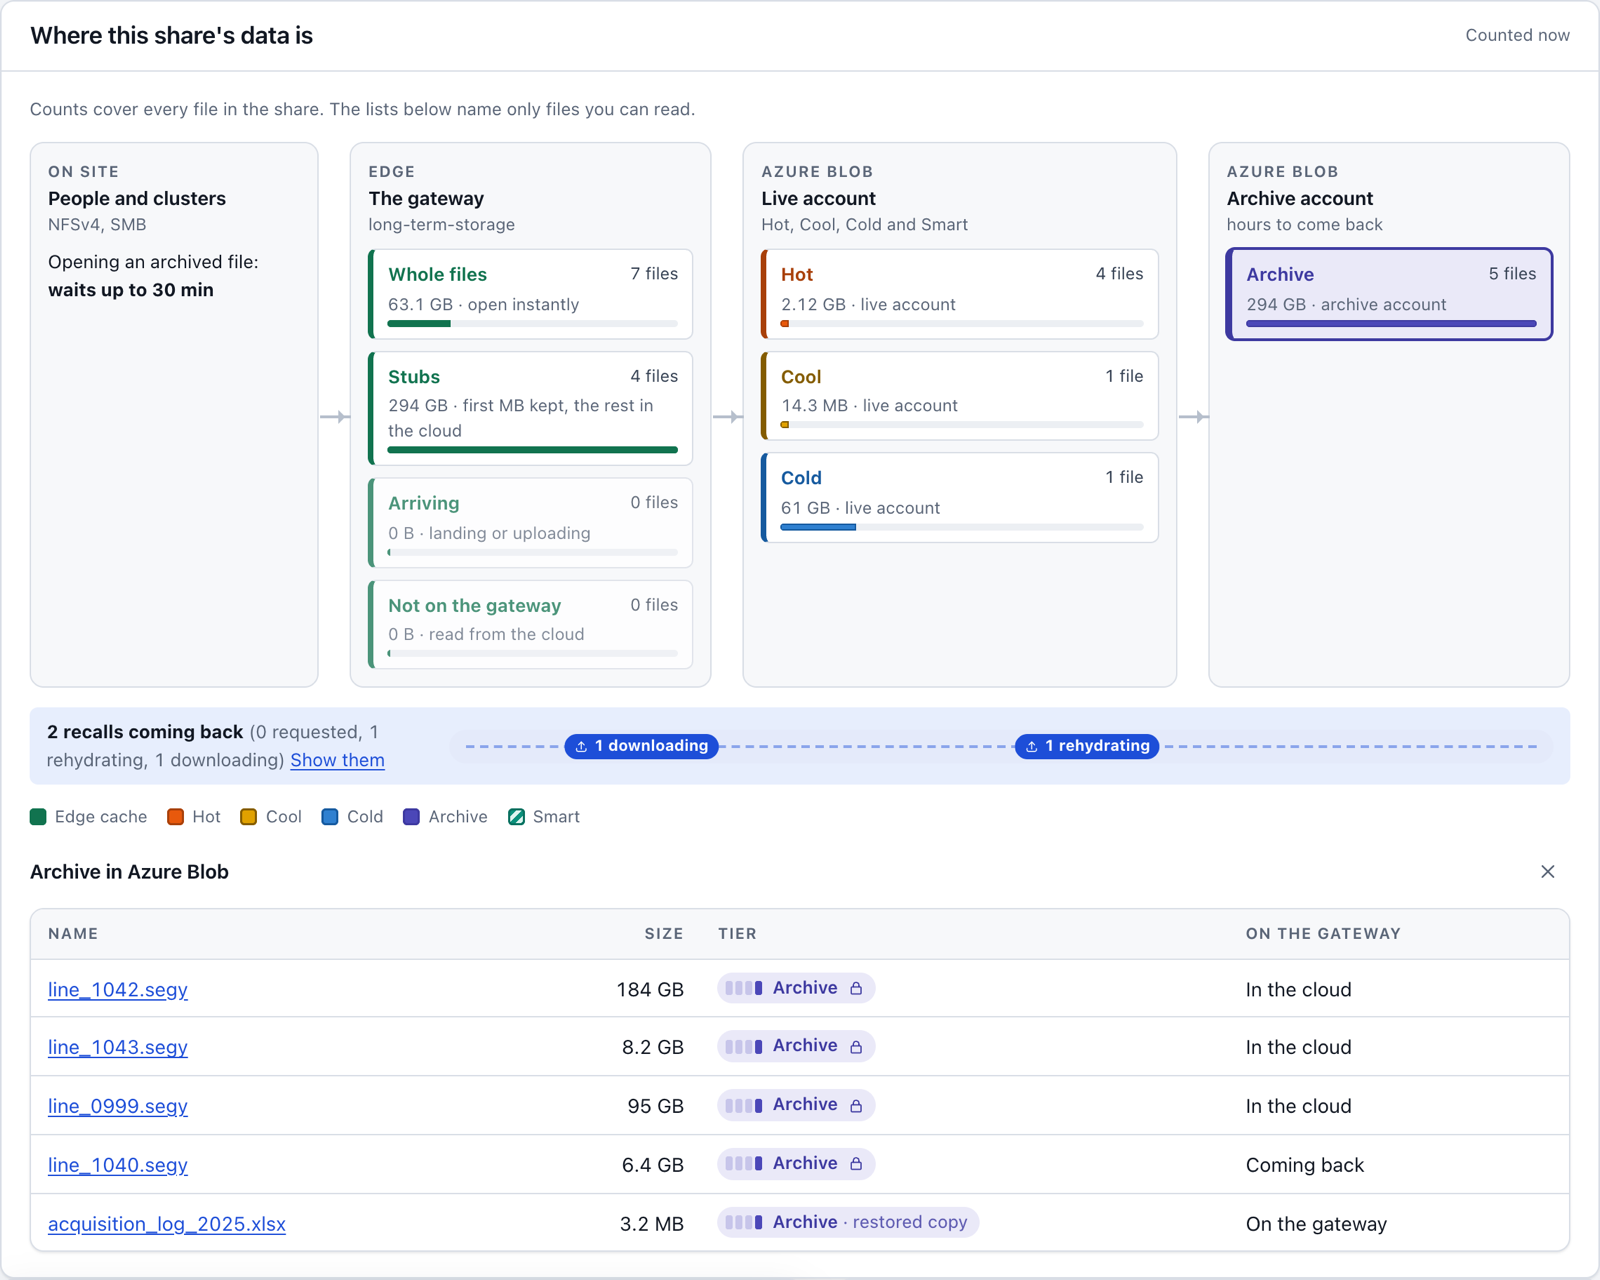 Where this share's data is
Counted now
Counts cover every file in the share. The lists below name only files you can read.
ON SITE
People and clusters
NFSv4, SMB
Opening an archived file:
waits up to 30 min
EDGE
The gateway
long-term-storage
Whole files
7 files
63.1 GB · open instantly
Stubs
4 files
294 GB · first MB kept, the rest in
the cloud
Arriving
0 files
0 B · landing or uploading
Not on the gateway
0 files
0 B · read from the cloud
AZURE BLOB
Live account
Hot, Cool, Cold and Smart
Hot
4 files
2.12 GB · live account
Cool
1 file
14.3 MB · live account
Cold
1 file
61 GB · live account
AZURE BLOB
Archive account
hours to come back
Archive
5 files
294 GB · archive account
2 recalls coming back (0 requested, 1
rehydrating, 1 downloading) Show them
1 downloading
1 rehydrating
Edge cache
Hot
Cool
Cold
Archive
Smart
Archive in Azure Blob
NAME SIZE TIER ON THE GATEWAY
line_1042.segy 184 GB Archive In the cloud
line_1043.segy 8.2 GB Archive In the cloud
line_0999.segy 95 GB Archive In the cloud
line_1040.segy 6.4 GB Archive Coming back
acquisition_log_2025.xlsx 3.2 MB Archive · restored copy On the gateway